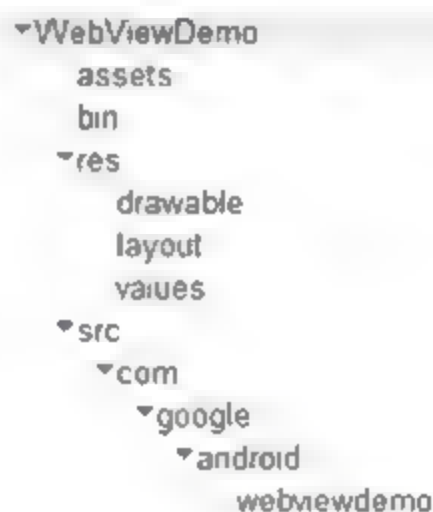 WebViewDemo
assets
bin
res
drawable
layout
values
src
com
google
android
webviewdemo